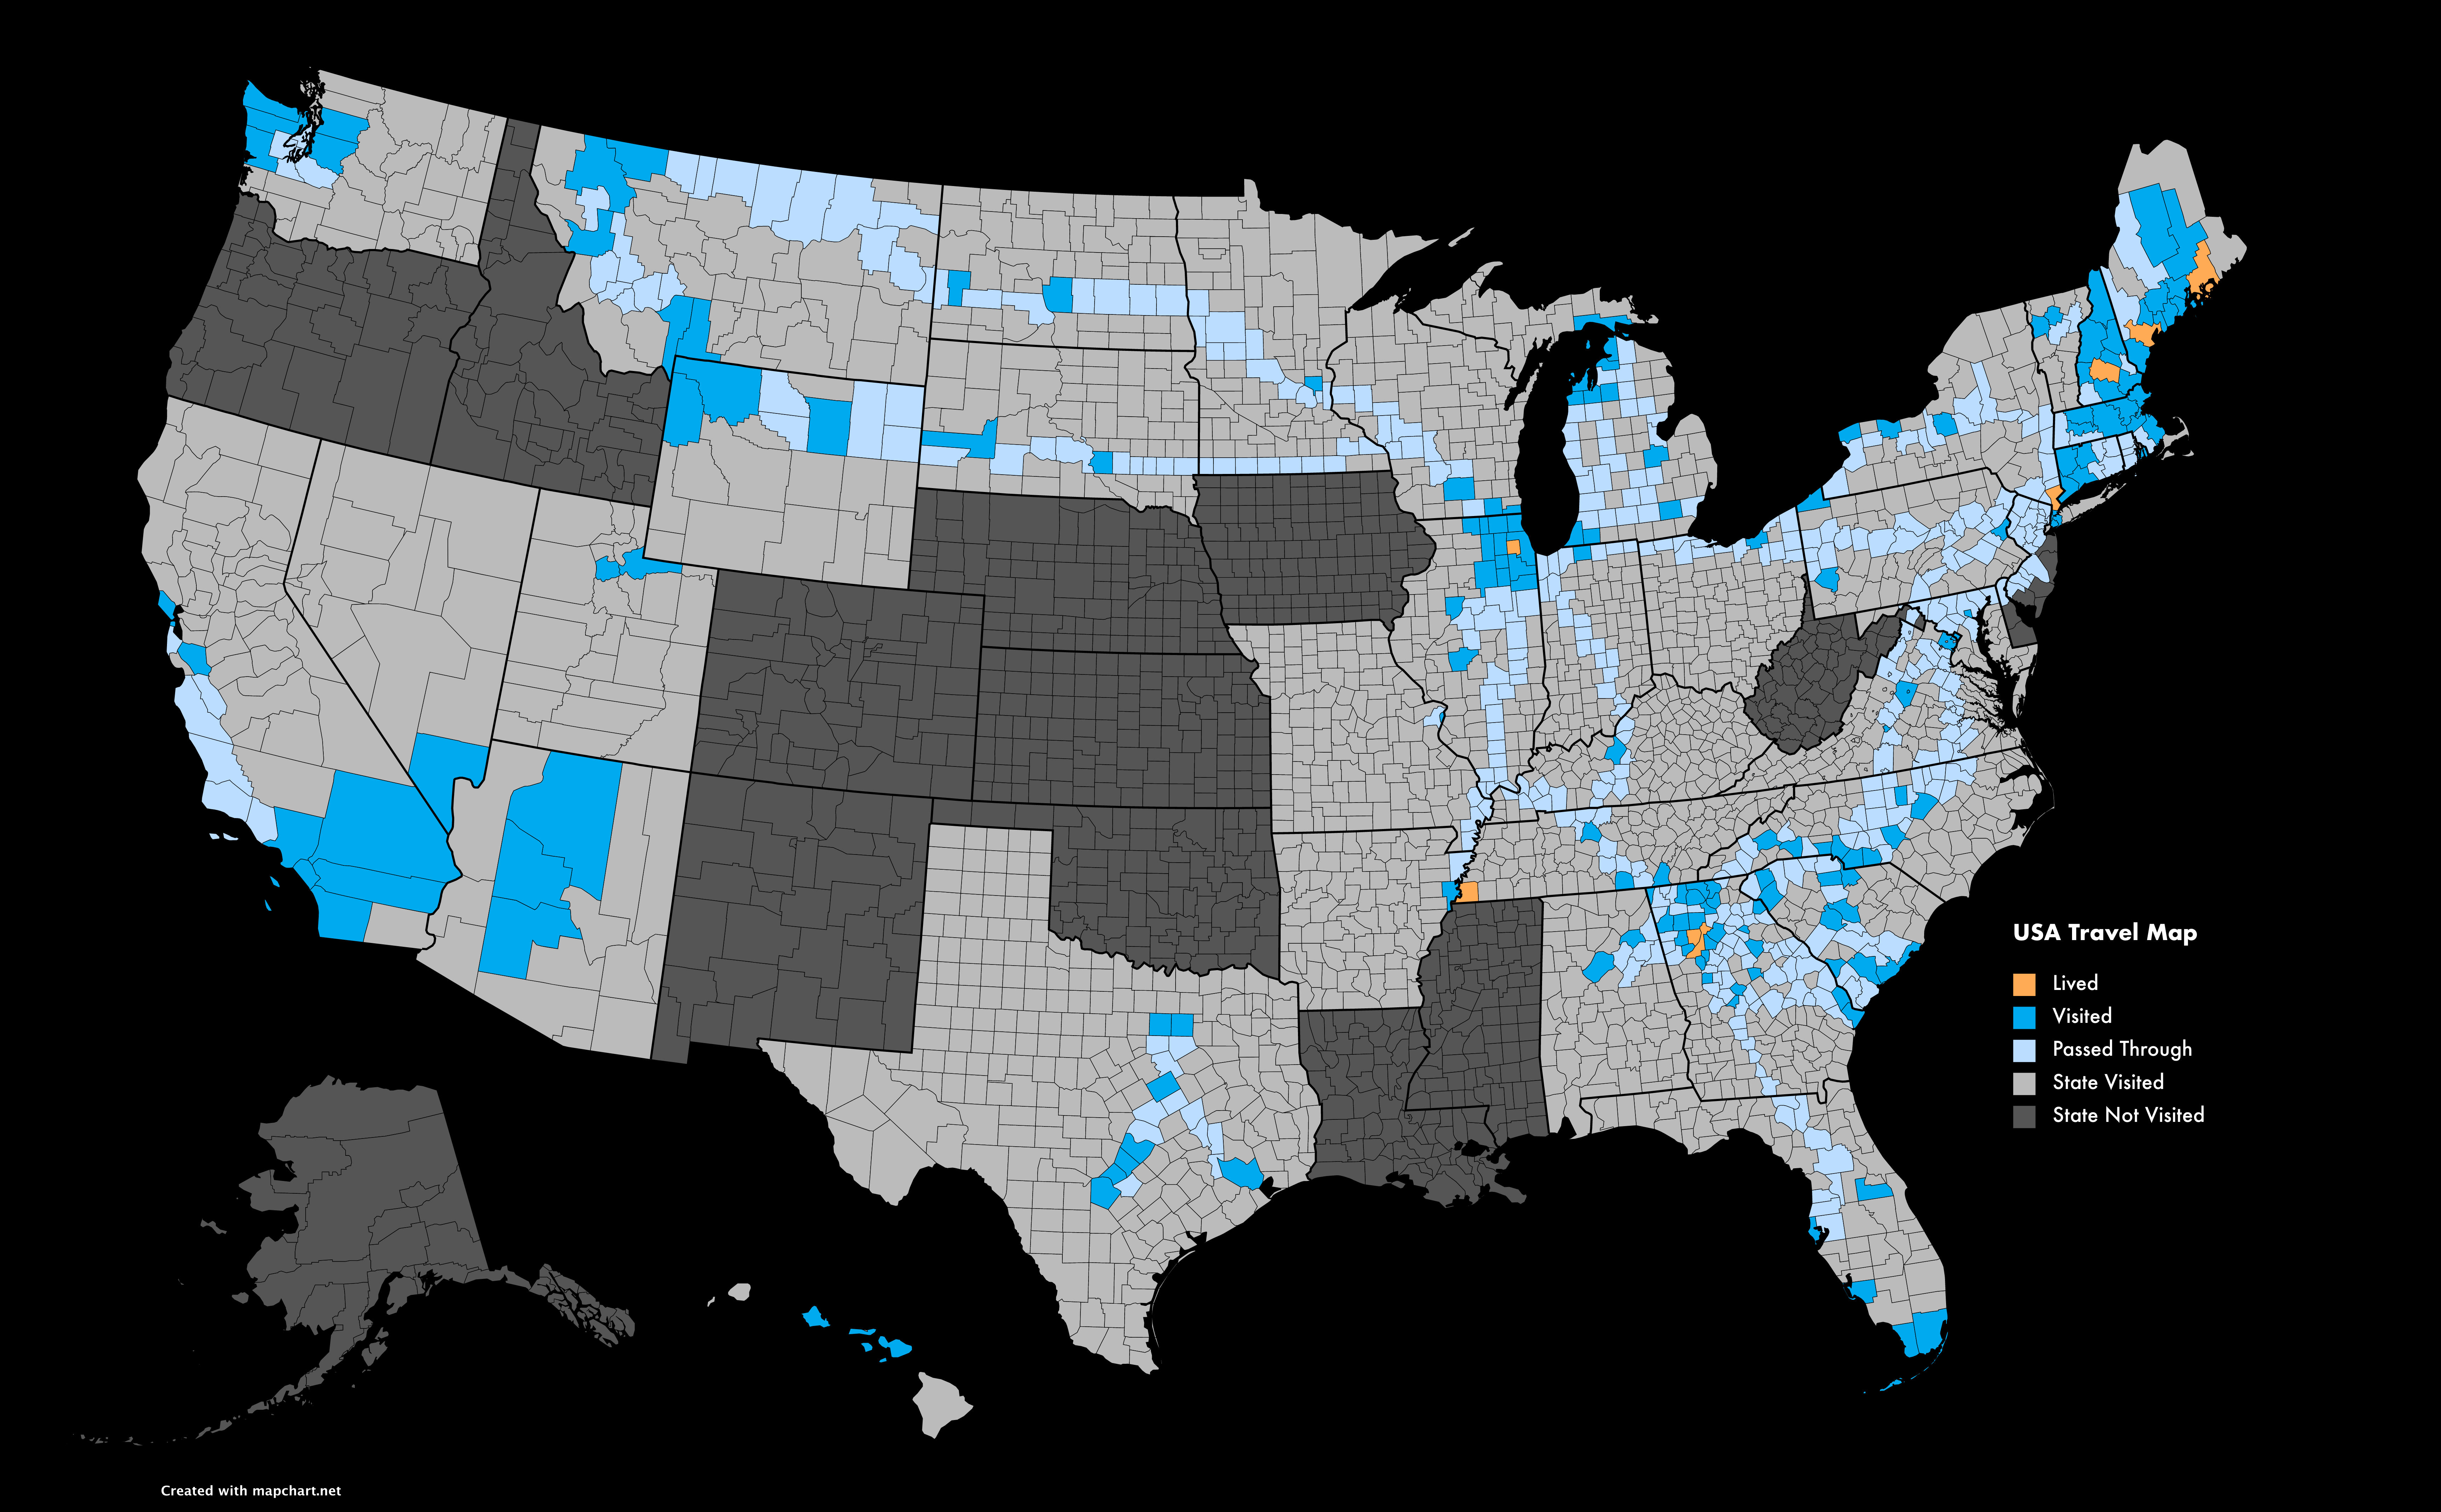 USA Travel Map
Lived
Visited
Passed Through
State Visited
State Not Visited
Created with mapchart.net